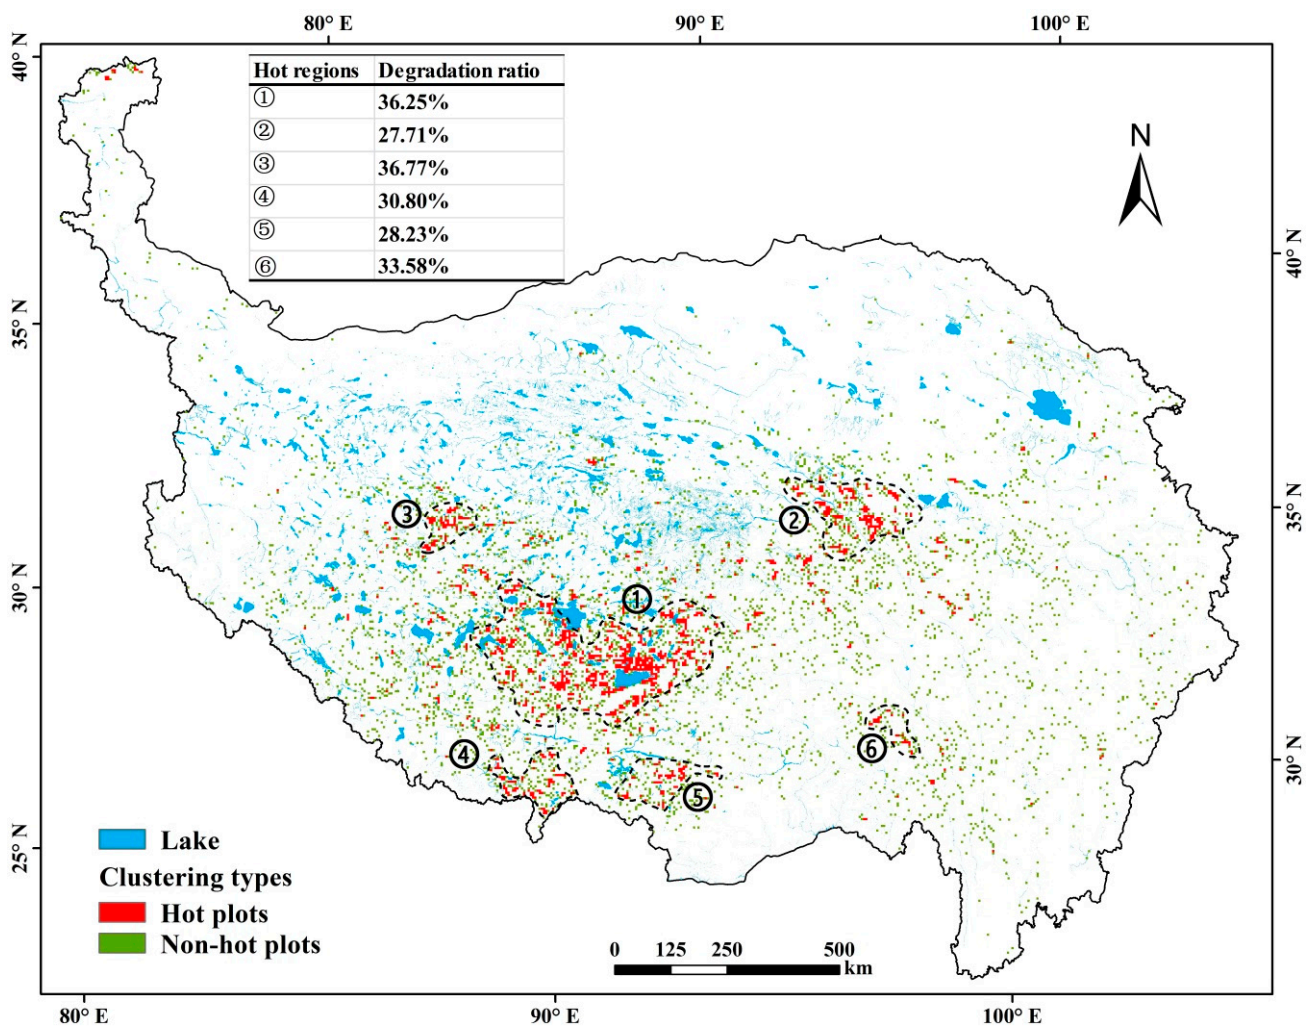 80° E 90° E 100° E
40° N
Hot regions Degradation ratio
① 36.25%
② 27.71%
③ 36.77%
④ 30.80%
⑤ 28.23%
⑥ 33.58%
N
40° N
35° N
③
②
35° N
30° N
①
④
⑥
30° N
⑤
25° N
Lake
Clustering types
Hot plots
Non-hot plots
0 125 250 500
km
80° E 90° E 100° E